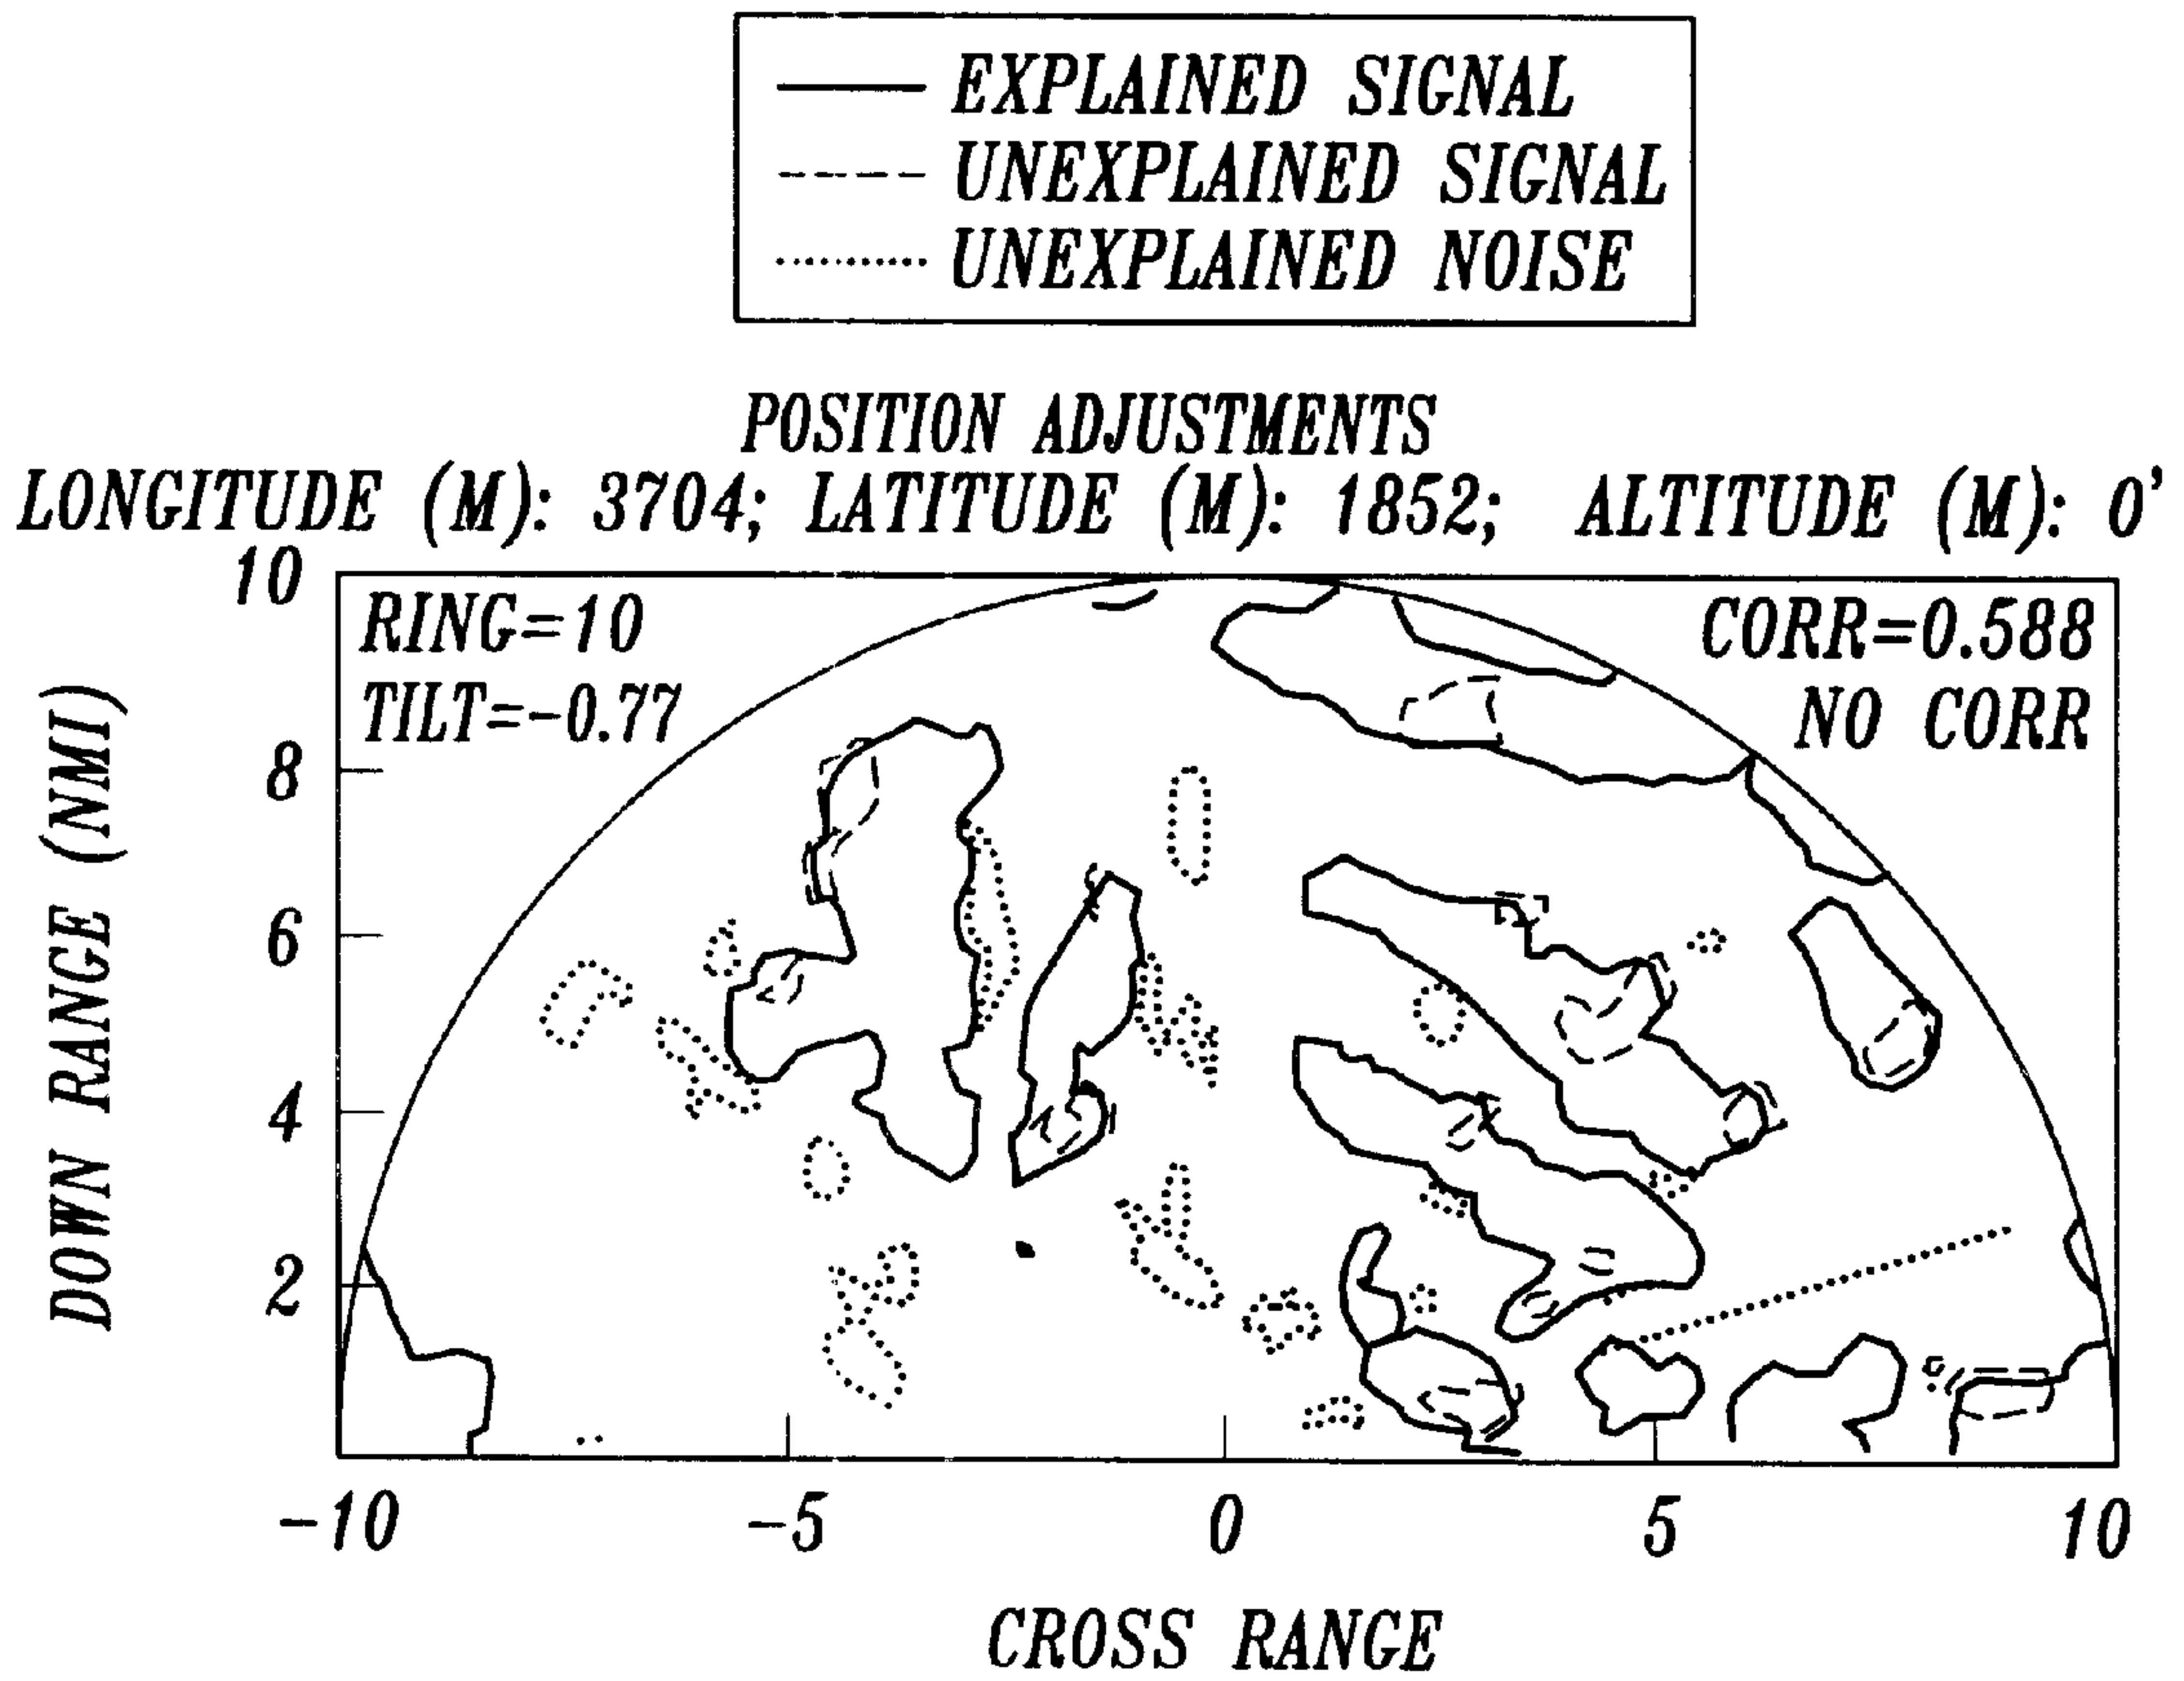 EXPLAINED SIGNAL
UNEXPLAINED SIGNAL
UNEXPLAINED NOISE
POSITION ADJUSTMENTS
LONGITUDE (M): 3704; LATITUDE (M): 1852; ALTITUDE (M): 0'
RING=10
TILT=-0.77
CORR=0.588
NO CORR
DOWN RANGE (NMI)
10
8
6
4
2
-10 -5 0 5 10
CROSS RANGE